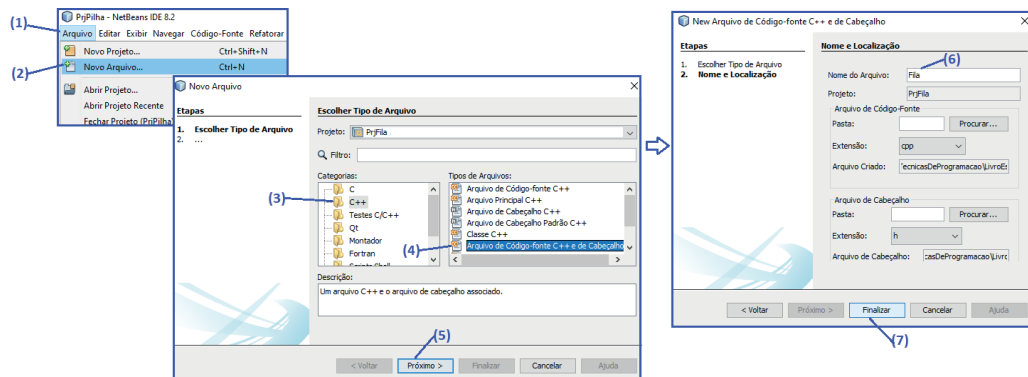 PrjPilha - NetBeans IDE 8.2
(1)
Arquivo Editar Exibir Navegar Código-Fonte Refatorar
Novo Projeto... Ctrl+Shift+N
(2)
Novo Arquivo... Ctrl+N
Abrir Projeto...
Abrir Projeto Recente
Fechar Projeto (PrjPilha)
Novo Arquivo
Etapas
1. Escolher Tipo de Arquivo
2. ...
Escolher Tipo de Arquivo
Projeto: PrjFila
Filtro:
Categorias:
C
(3)
C++
Testes C/C++
Qt
Montador
Fortran
Scripts Shell
Tipos de Arquivos:
Arquivo de Código-fonte C++
Arquivo Principal C++
Arquivo de Cabeçalho C++
Arquivo de Cabeçalho Padrão C++
Classe C++
(4)
Arquivo de Código-fonte C++ e de Cabeçalho
Descrição:
Um arquivo C++ e o arquivo de cabeçalho associado.
(5)
< Voltar Próximo > Finalizar Cancelar Ajuda
New Arquivo de Código-fonte C++ e de Cabeçalho
Etapas
1. Escolher Tipo de Arquivo
2. Nome e Localização
Nome e Localização
(6)
Nome do Arquivo: Fila
Projeto: PrjFila
Arquivo de Código-Fonte
Pasta: Procurar...
Extensão: cpp
Arquivo Criado: 'ecnicasDeProgramacao\LivroEs
Arquivo de Cabeçalho
Pasta: Procurar...
Extensão: h
Arquivo de Cabeçalho: :asDeProgramacao\Livro
< Voltar Próximo > Finalizar Cancelar Ajuda
(7)